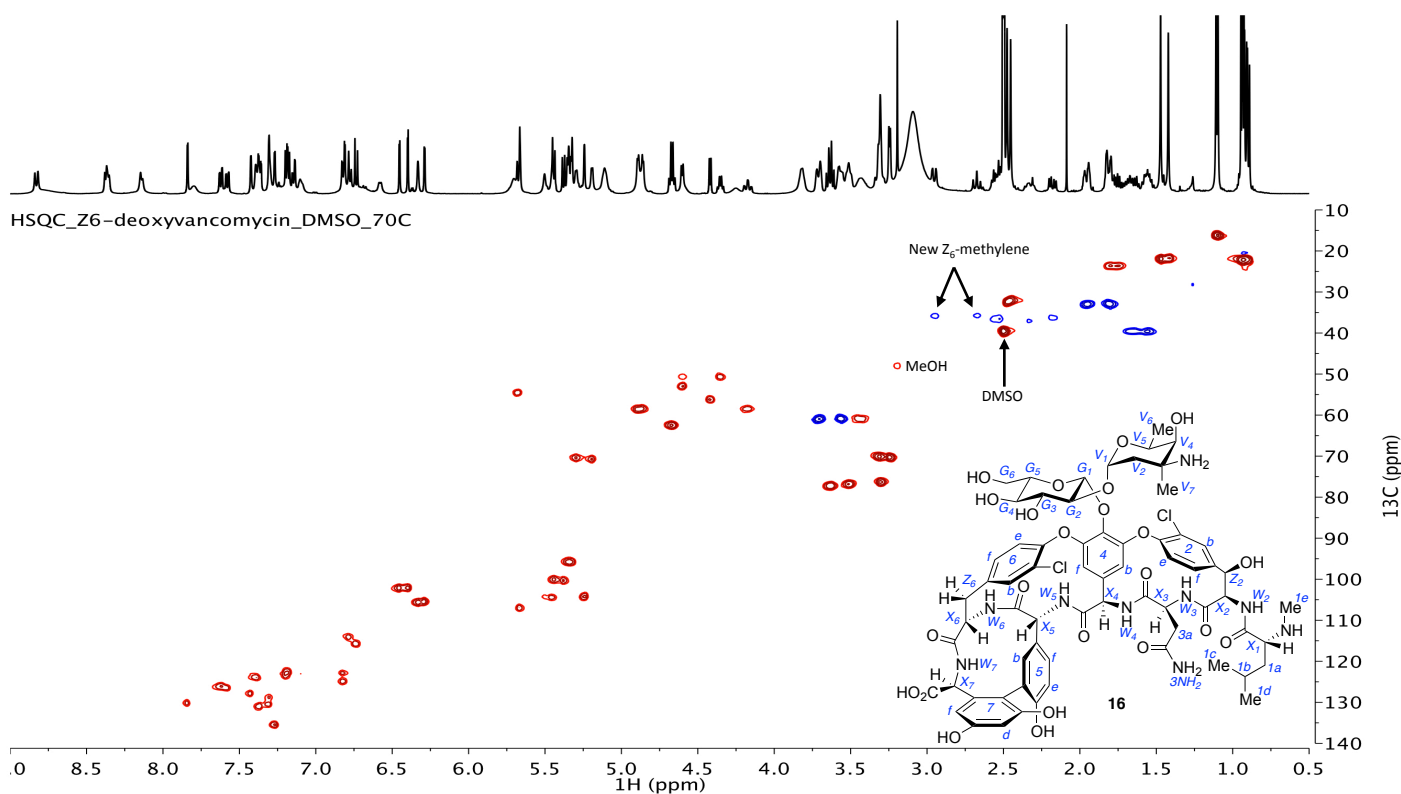 HSQC_Z6-deoxyvancomycin_DMSO_70C
10
20
30
40
50
60
70
80
90
100
110
120
130
140
13C (ppm)
New Z6-methylene
MeOH
DMSO
V6 OH
Me
V5 V4
O
V1 NH2
V2
G6 G5 G1 O Me V7
HO O
HO G4 G3 G2
HO O
Cl
e O O b
f 6 4 2
Cl f b e OH
b f Z2
Z6
H
H O H W5 X4 O X3 H W2 1e
N N N X2 H Me
X6 N H W6 X5 N H W4 H W3 O N NH
O H H O H 3a O X1 H
NH W7 b f O 1c Me 1b 1a
H X7 5 NH2
HO2C e 3NH2 Me 1d
f 7 OH
HO d OH
16
.0 8.5 8.0 7.5 7.0 6.5 6.0 5.5 5.0 4.5 4.0 3.5 3.0 2.5 2.0 1.5 1.0 0.5
1H (ppm)